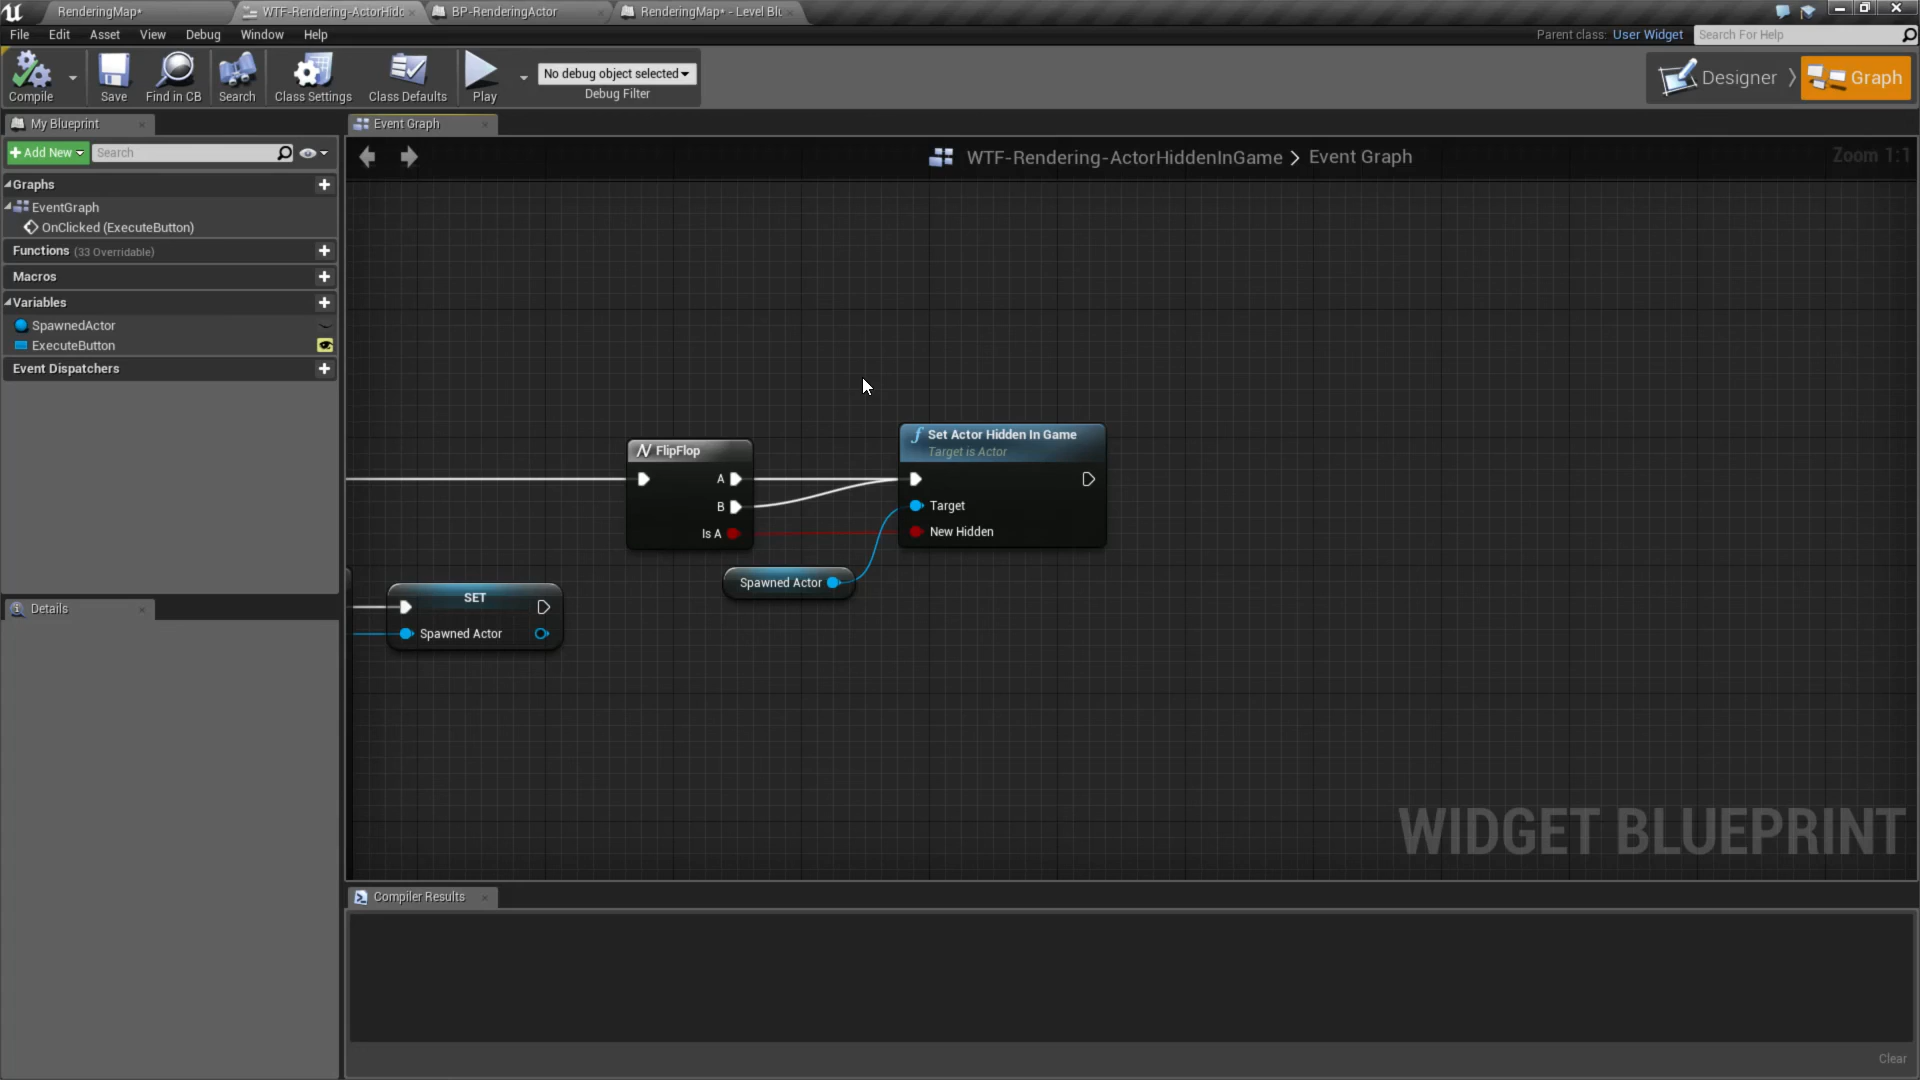 RenderingMap*
WTF-Rendering-ActorHidd
BP-RenderingActor
RenderingMap* - Level Blu
File Edit Asset View Debug Window Help
Parent class: User Widget
Search For Help
Compile
Save
Find in CB
Search
Class Settings
Class Defaults
Play
No debug object selected
Debug Filter
Designer
Graph
My Blueprint
Event Graph
Add New
Search
WTF-Rendering-ActorHiddenInGame > Event Graph
Zoom 1:1
Graphs
EventGraph
OnClicked (ExecuteButton)
Functions (33 Overridable)
Macros
Variables
SpawnedActor
ExecuteButton
Event Dispatchers
Details
FlipFlop
A
B
Is A
Set Actor Hidden In Game
Target is Actor
Target
New Hidden
Spawned Actor
SET
Spawned Actor
WIDGET BLUEPRINT
Compiler Results
Clear